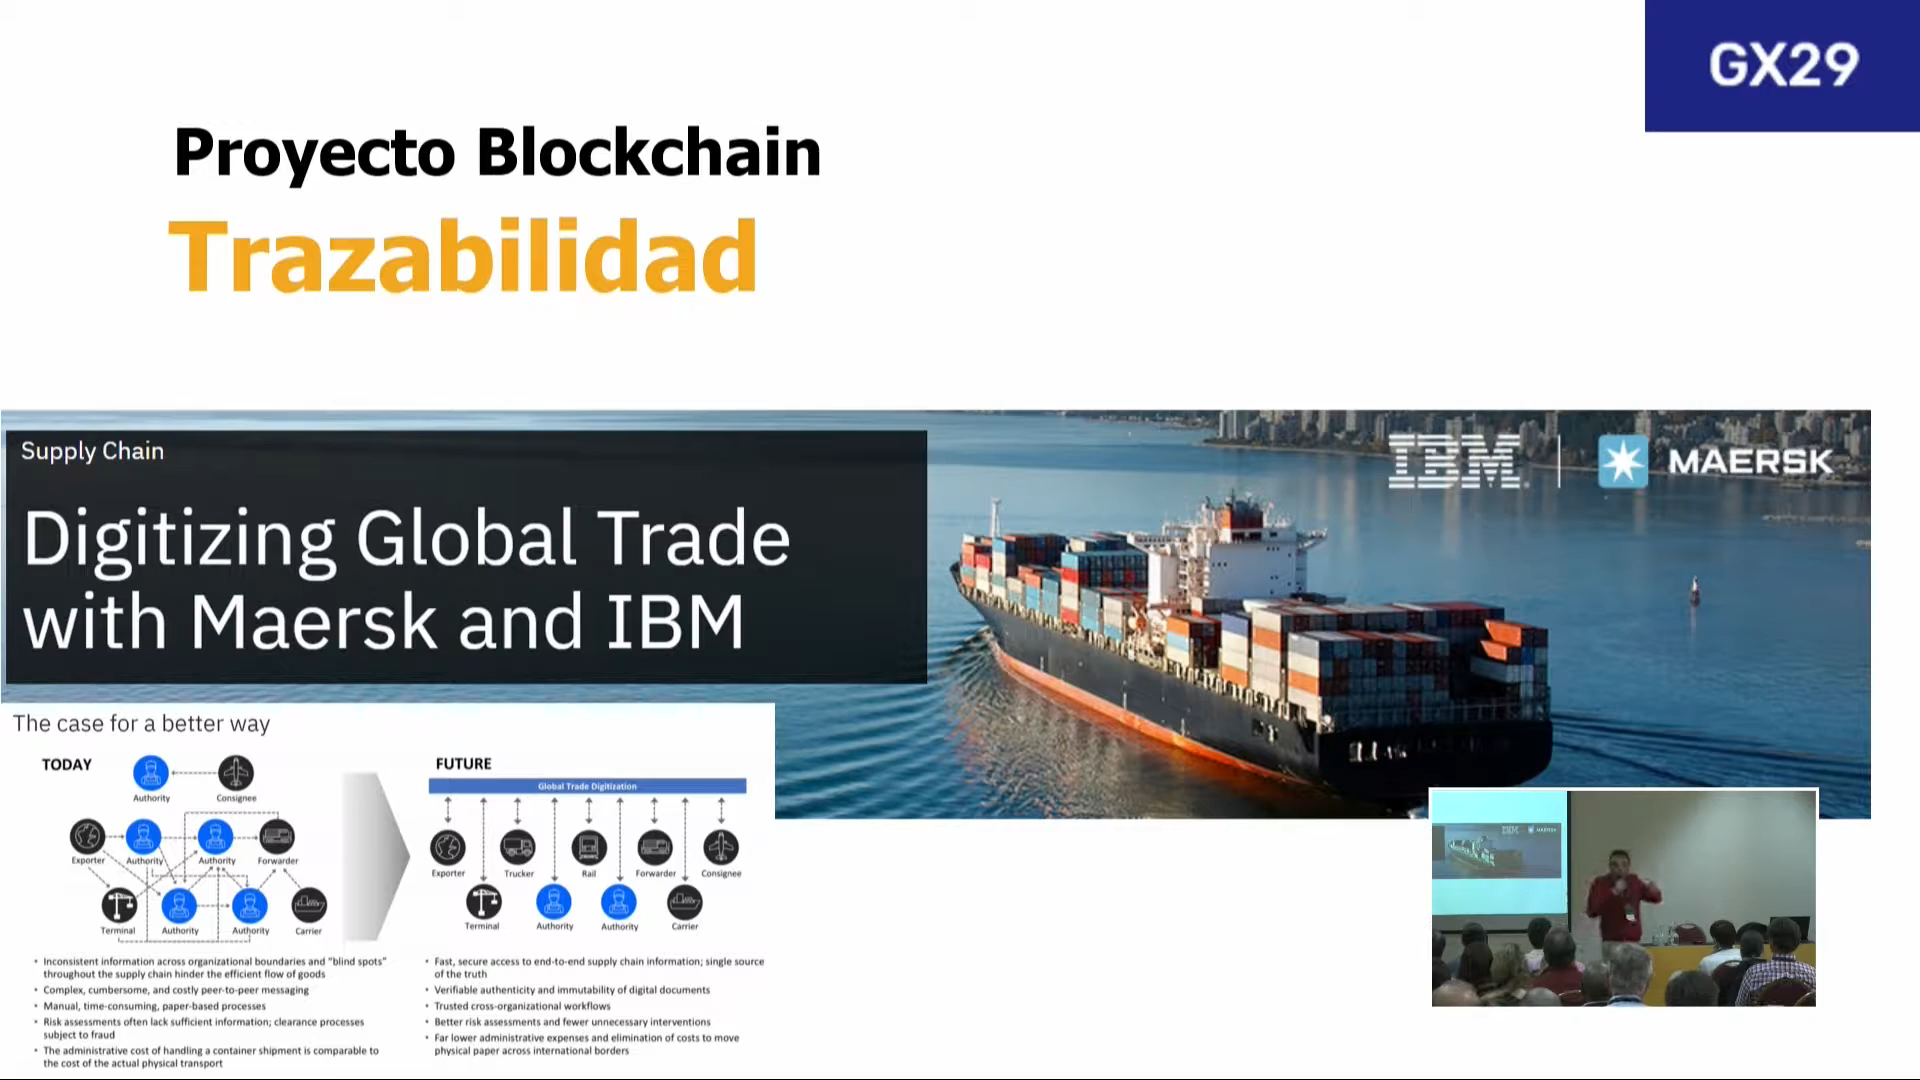 GX29
Proyecto Blockchain
Trazabilidad
Supply Chain
Digitizing Global Trade
with Maersk and IBM
IBM
MAERSK
The case for a better way
TODAY
Authority
Consignee
Exporter
Authority
Authority
Forwarder
Terminal
Authority
Authority
Carrier
• Inconsistent information across organizational boundaries and "blind spots"
throughout the supply chain hinder the efficient flow of goods
• Complex, cumbersome, and costly peer-to-peer messaging
• Manual, time-consuming, paper-based processes
• Risk assessments often lack sufficient information; clearance processes
subject to fraud
• The administrative cost of handling a container shipment is comparable to
the cost of the actual physical transport
FUTURE
Global Trade Digitization
Exporter
Trucker
Rail
Forwarder
Consignee
Terminal
Authority
Authority
Carrier
• Fast, secure access to end-to-end supply chain information; single source
of the truth
• Verifiable authenticity and immutability of digital documents
• Trusted cross-organizational workflows
• Better risk assessments and fewer unnecessary interventions
• Far lower administrative expenses and elimination of costs to move
physical paper across international borders
IBM
MAERSK